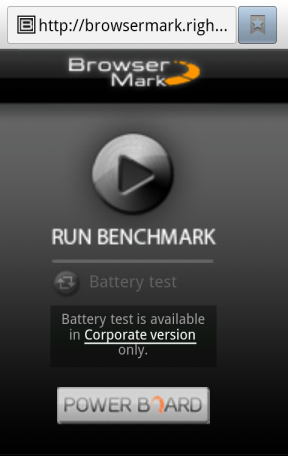 http://browsermark.righ...
Browser
Mark
RUN BENCHMARK
Battery test
Battery test is available
in Corporate version
only.
POWER BOARD